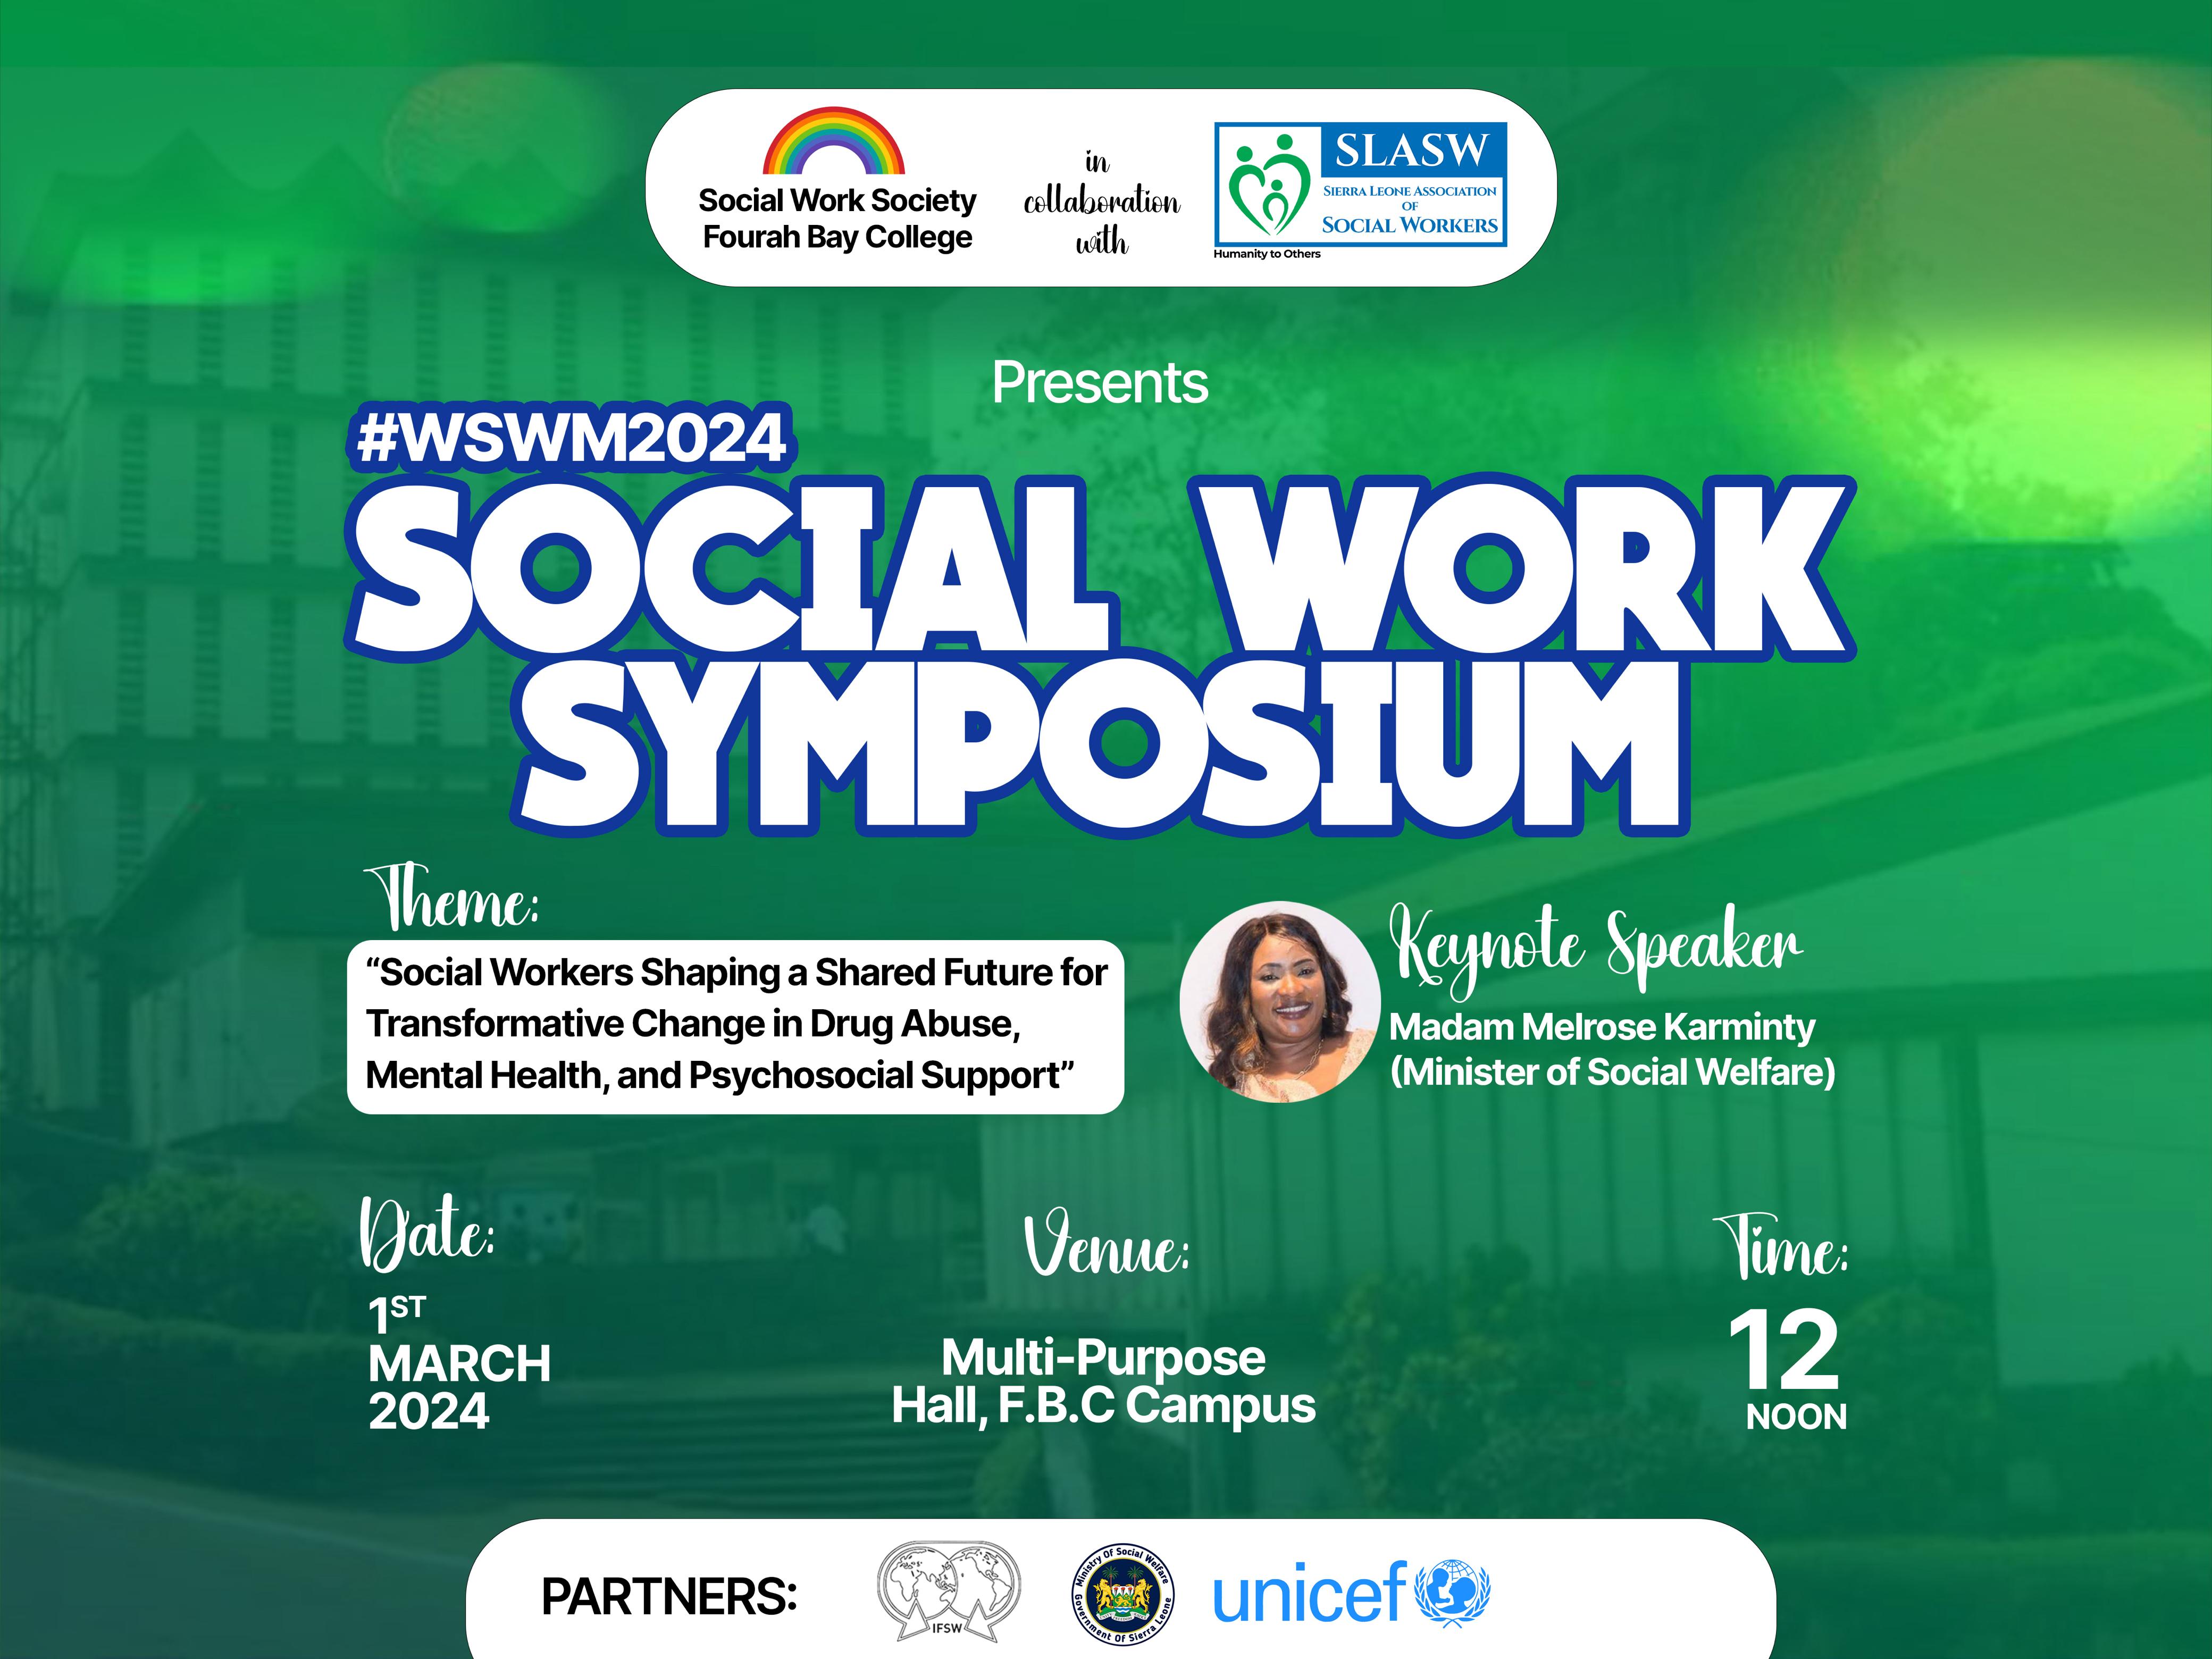 Social Work Society
Fourah Bay College
in
collaboration
with
SLASW
SIERRA LEONE ASSOCIATION
OF
SOCIAL WORKERS
Humanity to Others
Presents
#WSWM2024
SOCIAL WORK
SYMPOSIUM
Theme:
“Social Workers Shaping a Shared Future for
Transformative Change in Drug Abuse,
Mental Health, and Psychosocial Support”
Keynote Speaker
Madam Melrose Karminty
(Minister of Social Welfare)
Date:
1ST
MARCH
2024
Venue:
Multi-Purpose
Hall, F.B.C Campus
Time:
12
NOON
PARTNERS:
IFSW
Ministry Of Social Welfare
Government Of Sierra Leone
unicef